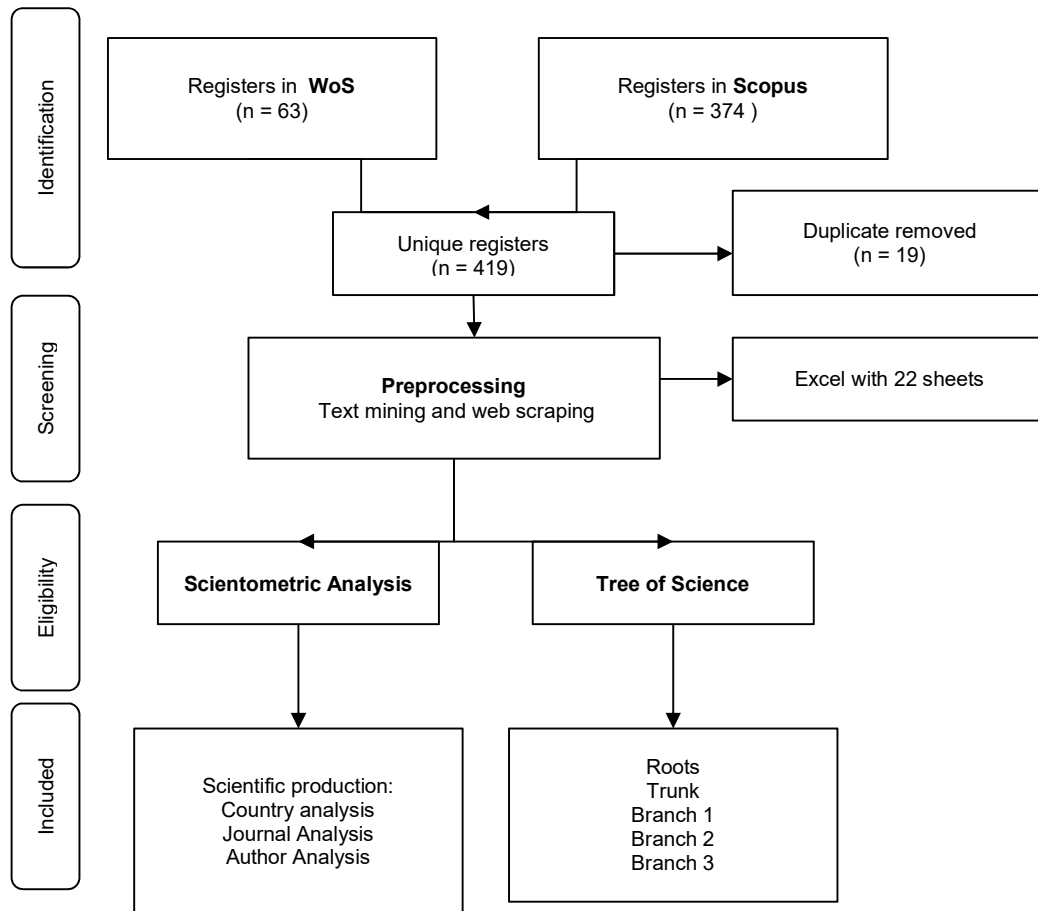 Identification
Registers in WoS
(n = 63)
Registers in Scopus
(n = 374 )
Unique registers
(n = 419)
Duplicate removed
(n = 19)
Screening
Preprocessing
Text mining and web scraping
Excel with 22 sheets
Eligibility
Scientometric Analysis
Tree of Science
Included
Scientific production:
Country analysis
Journal Analysis
Author Analysis
Roots
Trunk
Branch 1
Branch 2
Branch 3